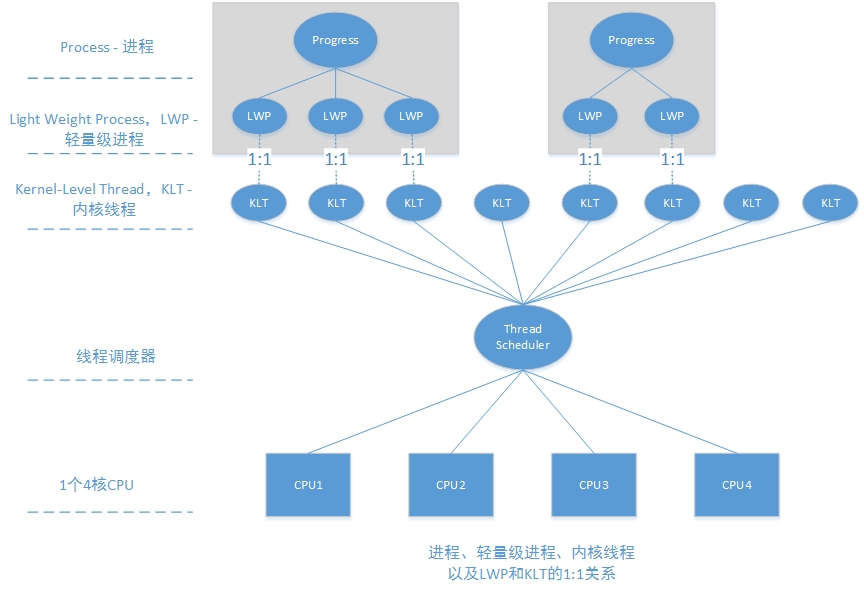 Process - 进程
Progress
Progress
Light Weight Process，LWP -
轻量级进程
LWP
LWP
LWP
LWP
LWP
1:1
1:1
1:1
1:1
1:1
Kernel-Level Thread，KLT -
内核线程
KLT
KLT
KLT
KLT
KLT
KLT
KLT
KLT
线程调度器
Thread
Scheduler
1个4核CPU
CPU1
CPU2
CPU3
CPU4
进程、轻量级进程、内核线程
以及LWP和KLT的1:1关系